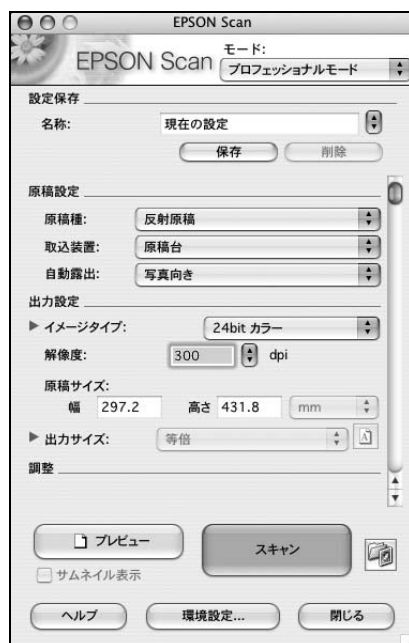 EPSON Scan
EPSON Scan
モード:
プロフェッショナルモード
設定保存
名称: 現在の設定
保存 削除
原稿設定
原稿種: 反射原稿
取込装置: 原稿台
自動露出: 写真向き
出力設定
イメージタイプ: 24bit カラー
解像度: 300 dpi
原稿サイズ:
幅 297.2 高さ 431.8 mm
出力サイズ: 等倍 A
調整
プレビュー スキャン
サムネイル表示
ヘルプ 環境設定... 閉じる